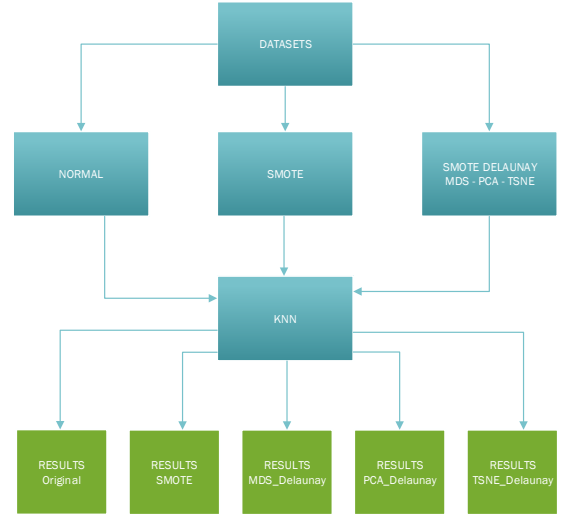 DATASETS
NORMAL
SMOTE
SMOTE DELAUNAY
MDS - PCA - TSNE
KNN
RESULTS
Original
RESULTS
SMOTE
RESULTS
MDS_Delaunay
RESULTS
PCA_Delaunay
RESULTS
TSNE_Delaunay